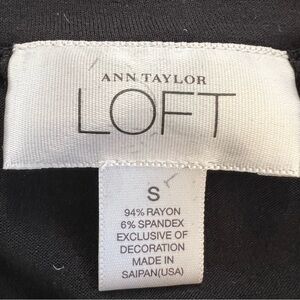 ANN TAYLOR
LOFT
S
94% RAYON
6% SPANDEX
EXCLUSIVE OF
DECORATION
MADE IN
SAIPAN(USA)